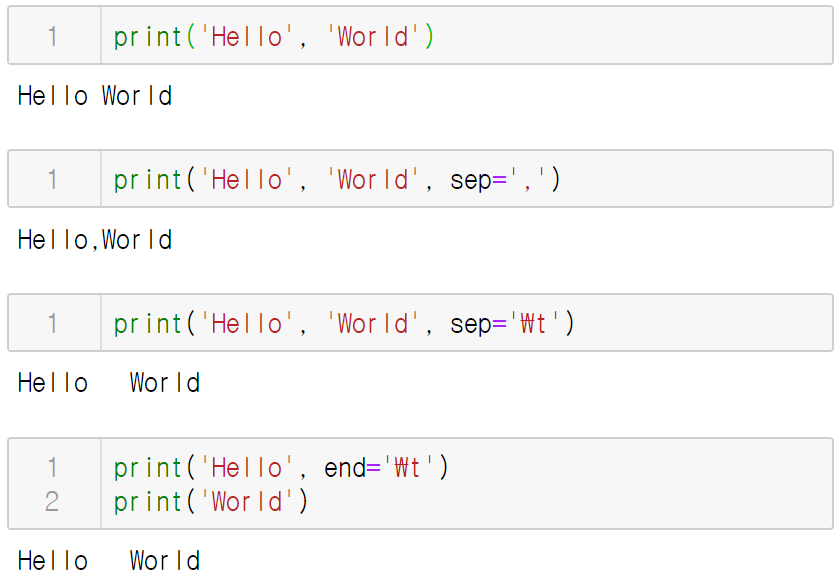 1 print('Hello', 'World')
Hello World
1 print('Hello', 'World', sep=',')
Hello,World
1 print('Hello', 'World', sep='₩t')
Hello   World
1 print('Hello', end='₩t')
2 print('World')
Hello   World